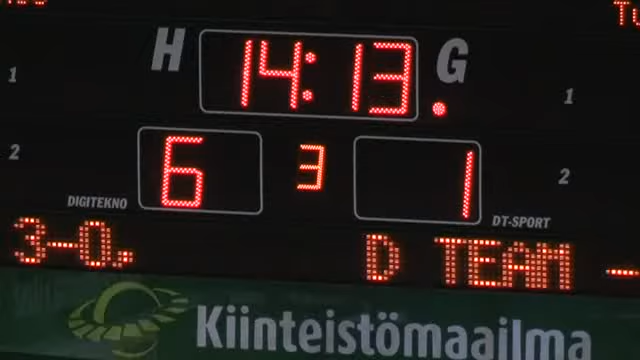 H 14:13. G
1 1
6 3 1
2 2
DIGITEKNO DT-SPORT
3-0. D TEAM -
Kiinteistömaailma